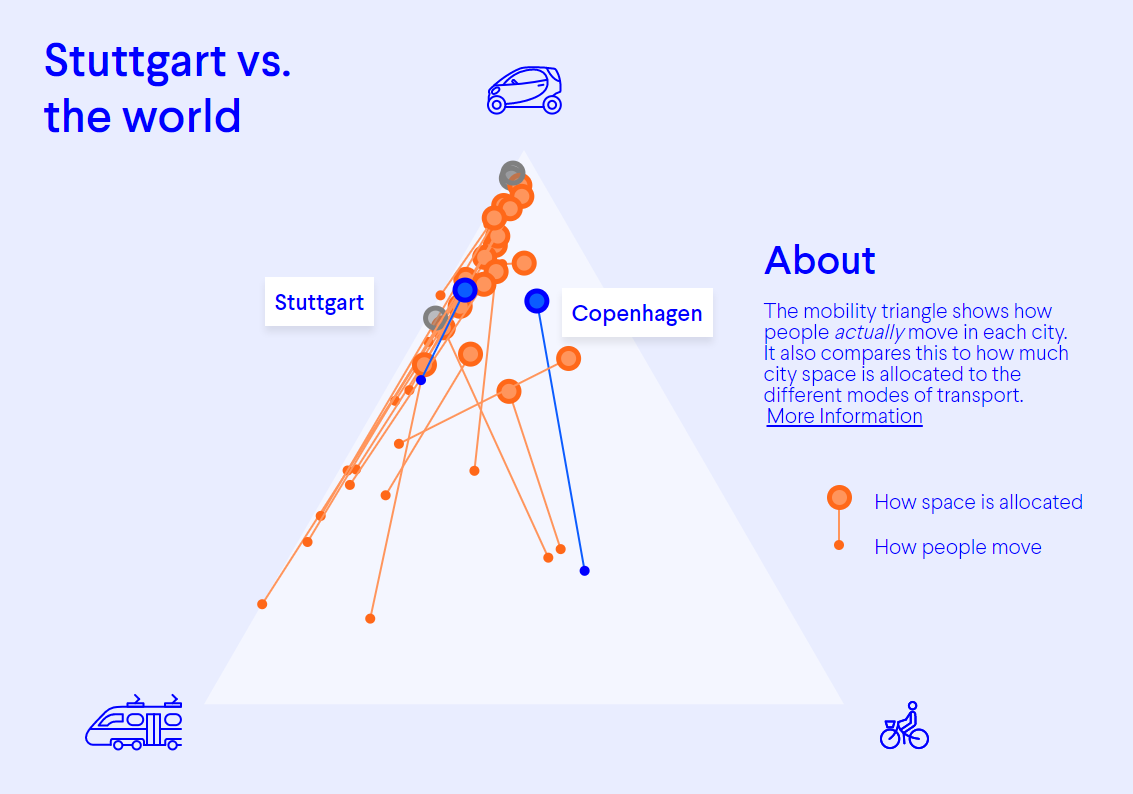 Stuttgart vs.
the world
Stuttgart
Copenhagen
About
The mobility triangle shows how
people actually move in each city.
It also compares this to how much
city space is allocated to the
different modes of transport.
More Information
How space is allocated
How people move